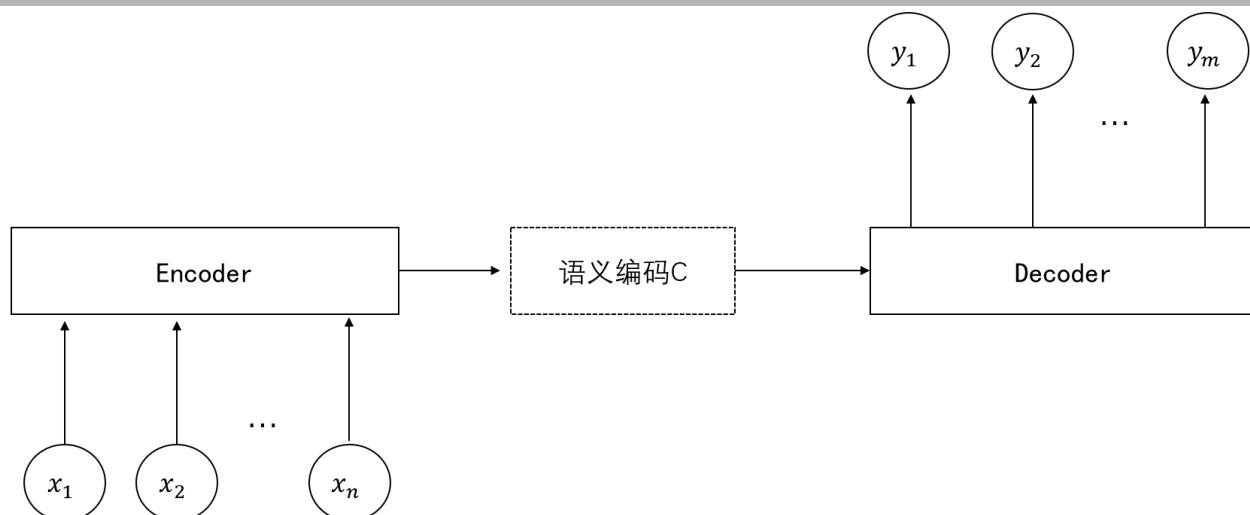 y₁ y₂ yₘ
…
Encoder 语义编码C Decoder
…
x₁ x₂ xₙ